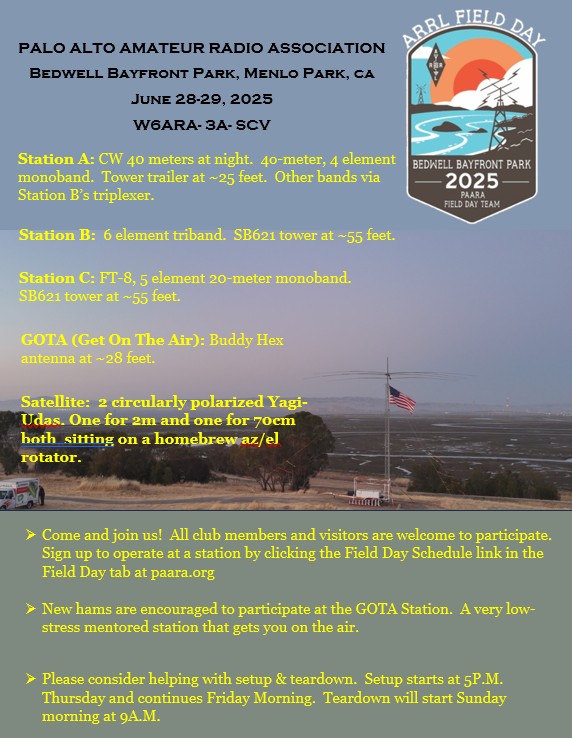 PALO ALTO AMATEUR RADIO ASSOCIATION
BEDWELL BAYFRONT PARK, MENLO PARK, CA
JUNE 28-29, 2025
W6ARA- 3A- SCV
ARRL FIELD DAY
BEDWELL BAYFRONT PARK
2025
PAARA
FIELD DAY TEAM
Station A: CW 40 meters at night. 40-meter, 4 element
monoband. Tower trailer at ~25 feet. Other bands via
Station B's triplexer.
Station B: 6 element triband. SB621 tower at ~55 feet.
Station C: FT-8, 5 element 20-meter monoband.
SB621 tower at ~55 feet.
GOTA (Get On The Air): Buddy Hex
antenna at ~28 feet.
Satellite: 2 circularly polarized Yagi-
Udas. One for 2m and one for 70cm
both sitting on a homebrew az/el
rotator.
➢ Come and join us! All club members and visitors are welcome to participate.
Sign up to operate at a station by clicking the Field Day Schedule link in the
Field Day tab at paara.org
➢ New hams are encouraged to participate at the GOTA Station. A very low-
stress mentored station that gets you on the air.
➢ Please consider helping with setup & teardown. Setup starts at 5P.M.
Thursday and continues Friday Morning. Teardown will start Sunday
morning at 9A.M.